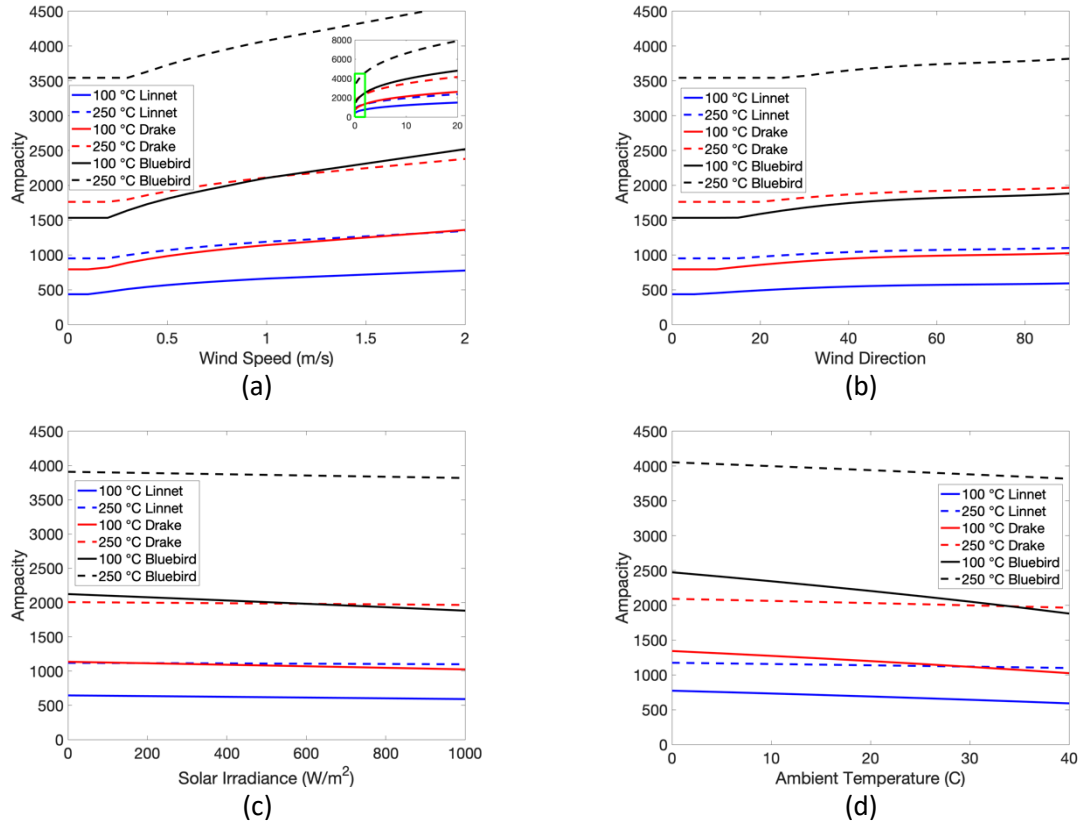 4500
4000
3500
3000
2500
2000
1500
1000
500
0
Ampacity
100 °C Linnet
250 °C Linnet
100 °C Drake
250 °C Drake
100 °C Bluebird
250 °C Bluebird
8000
6000
4000
2000
0
0 10 20
0 0.5 1 1.5 2
Wind Speed (m/s)
(a)
4500
4000
3500
3000
2500
2000
1500
1000
500
0
Ampacity
100 °C Linnet
250 °C Linnet
100 °C Drake
250 °C Drake
100 °C Bluebird
250 °C Bluebird
0 20 40 60 80
Wind Direction
(b)
4500
4000
3500
3000
2500
2000
1500
1000
500
0
Ampacity
100 °C Linnet
250 °C Linnet
100 °C Drake
250 °C Drake
100 °C Bluebird
250 °C Bluebird
0 200 400 600 800 1000
Solar Irradiance (W/m²)
(c)
4500
4000
3500
3000
2500
2000
1500
1000
500
0
Ampacity
100 °C Linnet
250 °C Linnet
100 °C Drake
250 °C Drake
100 °C Bluebird
250 °C Bluebird
0 10 20 30 40
Ambient Temperature (C)
(d)